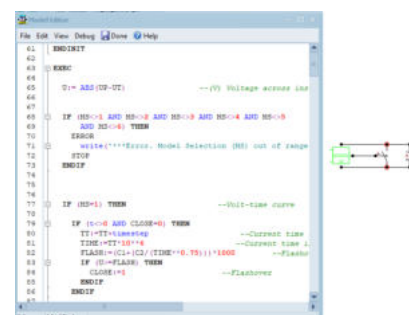 Model Editor
File Edit View Debug Done Help
61 ENDINIT
62
63 EXEC
64
65 U:= ABS(UP-UT) --(V) Voltage across ins
66
67
68 IF (MS<>1 AND MS<>2 AND MS<>3 AND MS<>4 AND MS<>5
69 AND MS<>6) THEN
70 ERROR
71 write('****Error. Model Selection (MS) out of range
72 STOP
73 ENDIF
74
75
76
77 IF (MS=1) THEN --Volt-time curve
78
79 IF (t<>0 AND CLOSE=0) THEN
80 TT:=TT+timestep --Current time
81 TIME:=TT*10**6 --Current time i
82 FLASH:=(C1+(C2/(TIME**0.75)))*1000 --Flasho
83 IF (U>=FLASH) THEN
84 CLOSE:=1 --Flashover
85 ENDIF
86 ENDIF